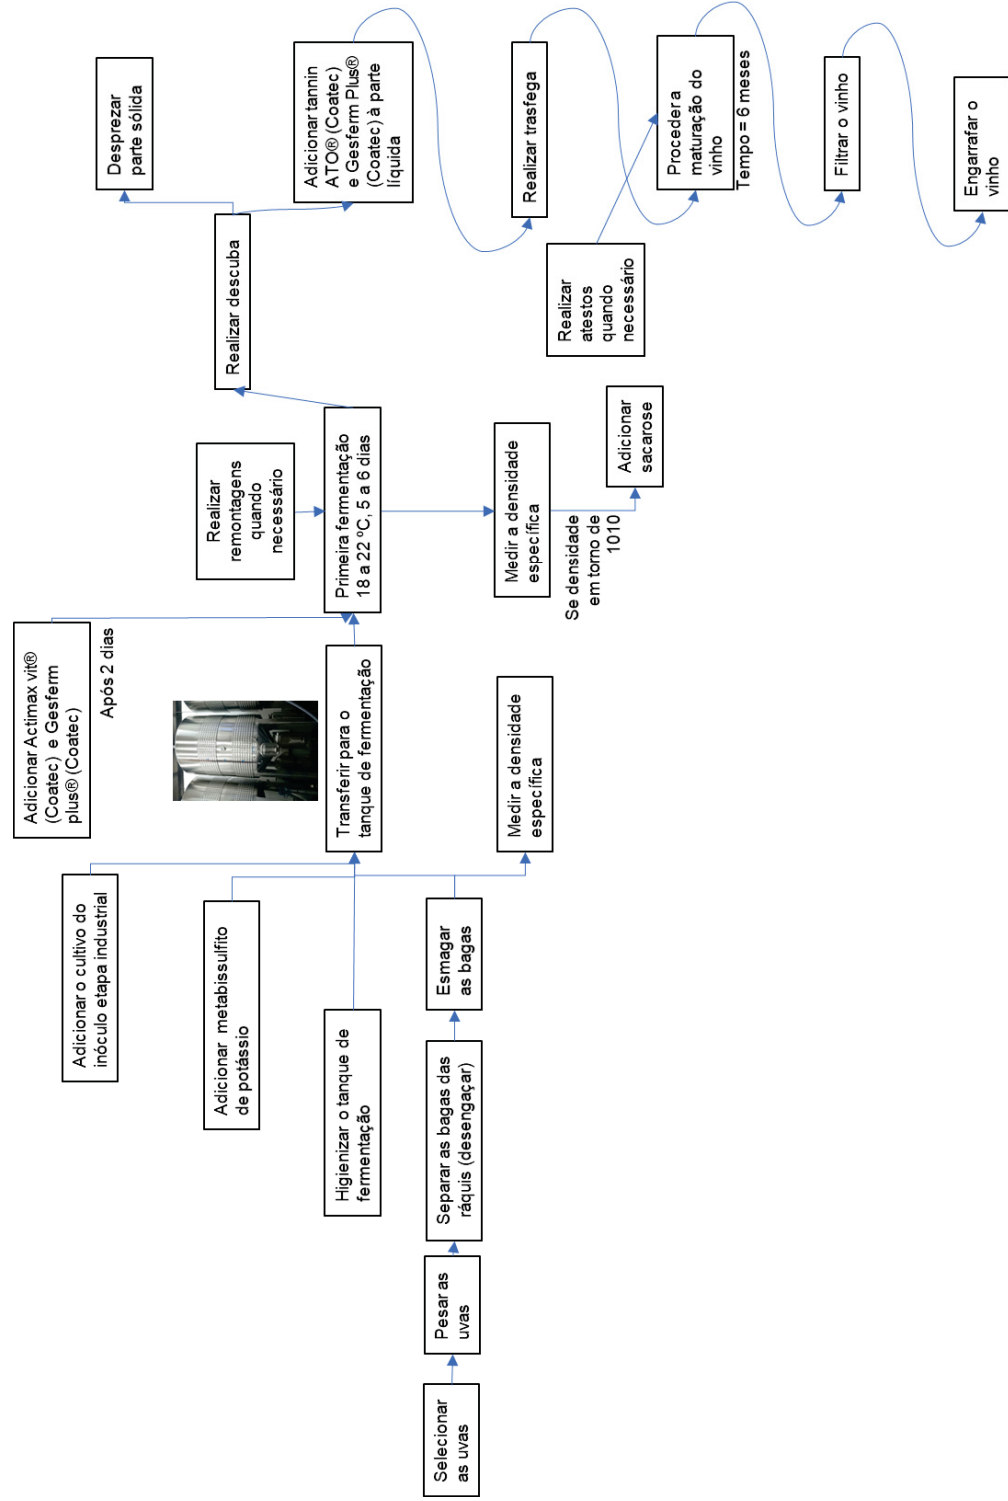 Selecionar
as uvas
Pesar as
uvas
Separar as bagas das
ráquis (desengaçar)
Esmagar
as bagas
Higienizar o tanque de
fermentação
Adicionar metabissulfito
de potássio
Adicionar o cultivo do
inóculo etapa industrial
Medir a densidade
específica
Transferir para o
tanque de fermentação
Adicionar Actimax vit®
(Coatec) e Gesferm
plus® (Coatec)
Após 2 dias
Primeira fermentação
18 a 22 ºC, 5 a 6 dias
Realizar
remontagens
quando
necessário
Medir a densidade
específica
Se densidade
em torno de
1010
Adicionar
sacarose
Realizar descuba
Desprezar
parte sólida
Adicionar tannin
ATO® (Coatec)
e Gesferm Plus®
(Coatec) à parte
líquida
Realizar trasfega
Realizar
atestos
quando
necessário
Proceder a
maturação do
vinho
Tempo = 6 meses
Filtrar o vinho
Engarrafar o
vinho